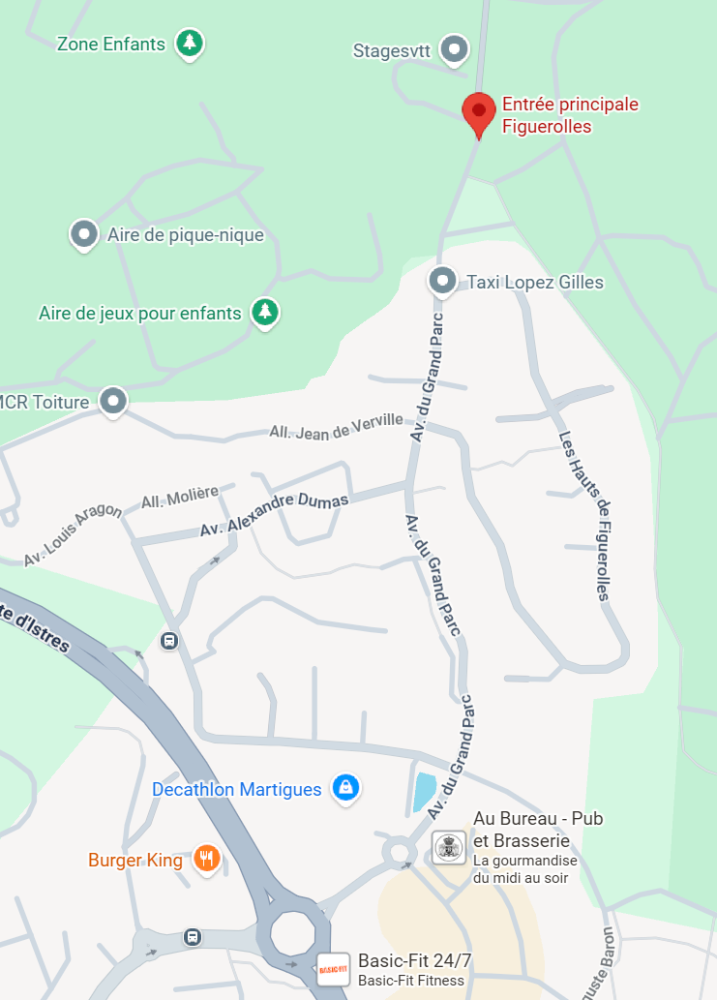 Zone Enfants
Stagesvtt
Entrée principale
Figuerolles
Aire de pique-nique
Taxi Lopez Gilles
Aire de jeux pour enfants
Av. du Grand Parc
MCR Toiture
All. Jean de Verville
All. Molière
Av. Louis Aragon
Av. Alexandre Dumas
Les Hauts de Figuerolles
Av. du Grand Parc
te d'Istres
Av. du Grand Parc
Decathlon Martigues
Au Bureau - Pub
et Brasserie
La gourmandise
du midi au soir
Burger King
Basic-Fit 24/7
Basic-Fit Fitness
BASIC-FIT
guste Baron